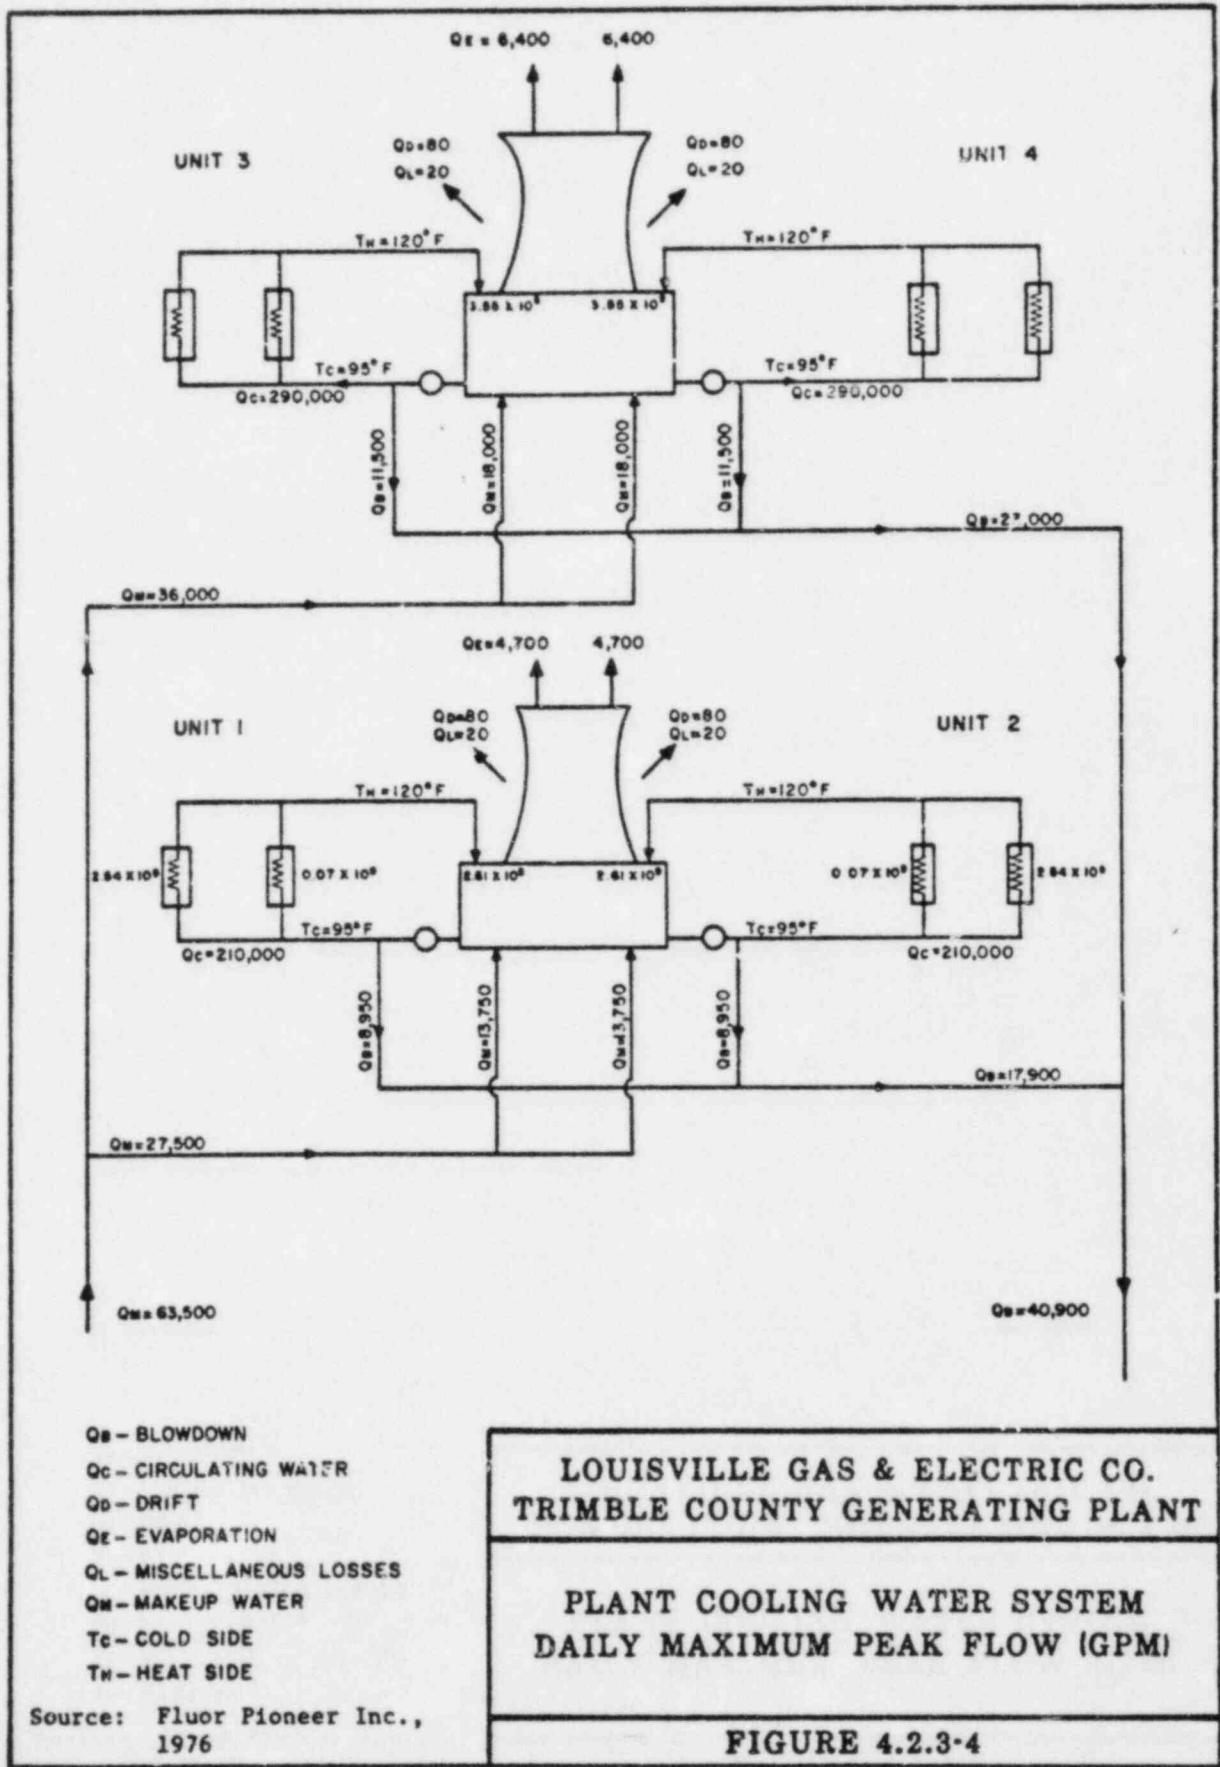 QE = 6,400 6,400
QD=80
QL=20
QD=80
QL=20
UNIT 3
UNIT 4
TH=120°F
TH=120°F
TC=95°F
QC=290,000
TC=95°F
QC=290,000
QB=11,500
QM=18,000
QM=18,000
QB=11,500
QB=27,000
QM=36,000
QE=4,700 4,700
QD=80
QL=20
QD=80
QL=20
UNIT 1
UNIT 2
TH=120°F
TH=120°F
0.07 X 10⁹
2.61 X 10⁹
2.61 X 10⁹
0.07 X 10⁹
TC=95°F
QC=210,000
TC=95°F
QC=210,000
QB=8,950
QM=13,750
QM=13,750
QB=8,950
QB=17,900
QM=27,500
QM=63,500
QB=40,900
QB – BLOWDOWN
QC – CIRCULATING WATER
QD – DRIFT
QE – EVAPORATION
QL – MISCELLANEOUS LOSSES
QM – MAKEUP WATER
TC – COLD SIDE
TH – HEAT SIDE
Source: Fluor Pioneer Inc.,
1976
LOUISVILLE GAS & ELECTRIC CO.
TRIMBLE COUNTY GENERATING PLANT
PLANT COOLING WATER SYSTEM
DAILY MAXIMUM PEAK FLOW (GPM)
FIGURE 4.2.3-4